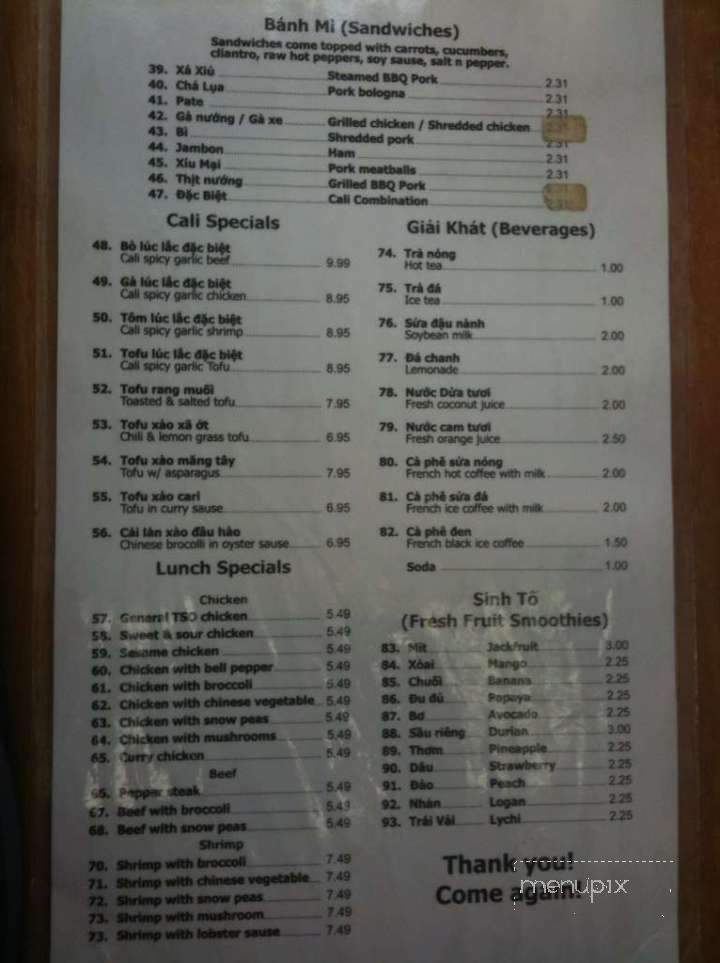 Bánh Mì (Sandwiches)
Sandwiches come topped with carrots, cucumbers,
cilantro, raw hot peppers, soy sauce, salt n pepper.
39. Xá Xíu Steamed BBQ Pork 2.31
40. Chả Lụa Pork bologna 2.31
41. Pate 2.31
42. Gà nướng / Gà xe Grilled chicken / Shredded chicken
43. Bì Shredded pork 2.31
44. Jambon Ham 2.31
45. Xíu Mại Pork meatballs 2.31
46. Thịt nướng Grilled BBQ Pork
47. Đặc Biệt Cali Combination
Cali Specials
48. Bò lúc lắc đặc biệt
Cali spicy garlic beef 9.99
49. Gà lúc lắc đặc biệt
Cali spicy garlic chicken 8.95
50. Tôm lúc lắc đặc biệt
Cali spicy garlic shrimp 8.95
51. Tofu lúc lắc đặc biệt
Cali spicy garlic Tofu 8.95
52. Tofu rang muối
Toasted & salted tofu 7.95
53. Tofu xào xã ớt
Chili & lemon grass tofu 6.95
54. Tofu xào măng tây
Tofu w/ asparagus 7.95
55. Tofu xào cari
Tofu in curry sauce 6.95
56. Cải làn xào đầu hào
Chinese brocolli in oyster sause 6.95
Lunch Specials
Chicken
57. General TSO chicken 5.49
58. Sweet & sour chicken 5.49
59. Sesame chicken 5.49
60. Chicken with bell pepper 5.49
61. Chicken with broccoli 5.49
62. Chicken with chinese vegetable 5.49
63. Chicken with snow peas 5.49
64. Chicken with mushrooms 5.49
65. Curry chicken 5.49
Beef
65. Pepper steak 5.49
67. Beef with broccoli 5.49
68. Beef with snow peas 5.49
Shrimp
70. Shrimp with broccoli 7.49
71. Shrimp with chinese vegetable 7.49
72. Shrimp with snow peas 7.49
73. Shrimp with mushroom 7.49
73. Shrimp with lobster sause 7.49
Giải Khát (Beverages)
74. Trà nóng
Hot tea 1.00
75. Trà đá
Ice tea 1.00
76. Sữa đậu nành
Soybean milk 2.00
77. Đá chanh
Lemonade 2.00
78. Nước Dừa tươi
Fresh coconut juice 2.00
79. Nước cam tươi
Fresh orange juice 2.50
80. Cà phê sữa nóng
French hot coffee with milk 2.00
81. Cà phê sữa đá
French ice coffee with milk 2.00
82. Cà phê đen
French black ice coffee 1.50
Soda 1.00
Sinh Tố
(Fresh Fruit Smoothies)
83. Mít Jackfruit 3.00
84. Xòai Mango 2.25
85. Chuối Banana 2.25
86. Đu đủ Papaya 2.25
87. Bơ Avocado 2.25
88. Sầu riêng Durian 3.00
89. Thơm Pineapple 2.25
90. Dâu Strawberry 2.25
91. Đào Peach 2.25
92. Nhản Logan 2.25
93. Trái Vải Lychi 2.25
Thank you!
Come again!
menupix